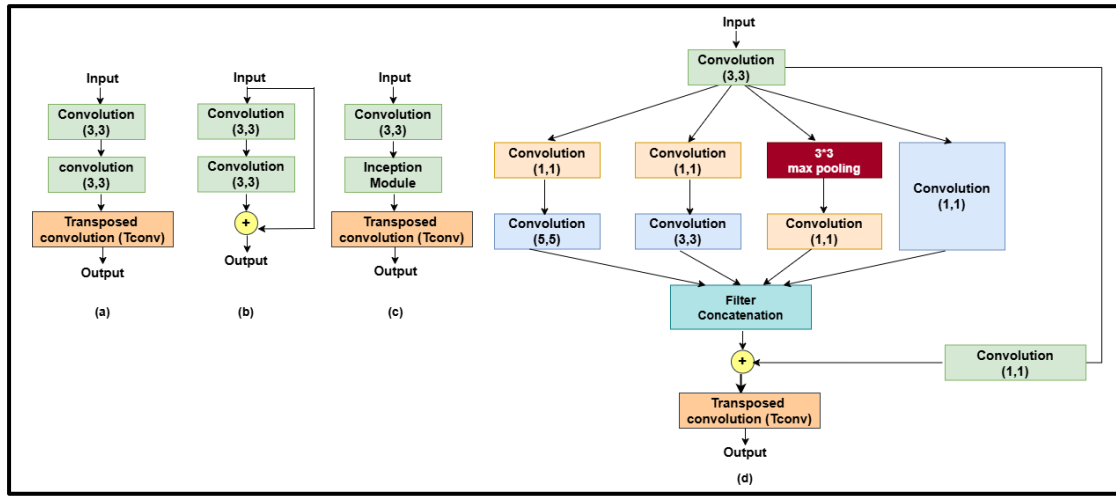 Input
Convolution
(3,3)
convolution
(3,3)
Transposed
convolution (Tconv)
Output
(a)
Input
Convolution
(3,3)
Convolution
(3,3)
+
Output
(b)
Input
Convolution
(3,3)
Inception
Module
Transposed
convolution (Tconv)
Output
(c)
Input
Convolution
(3,3)
Convolution
(1,1)
Convolution
(5,5)
Convolution
(1,1)
Convolution
(3,3)
3*3
max pooling
Convolution
(1,1)
Convolution
(1,1)
Filter
Concatenation
+
Convolution
(1,1)
Transposed
convolution (Tconv)
Output
(d)